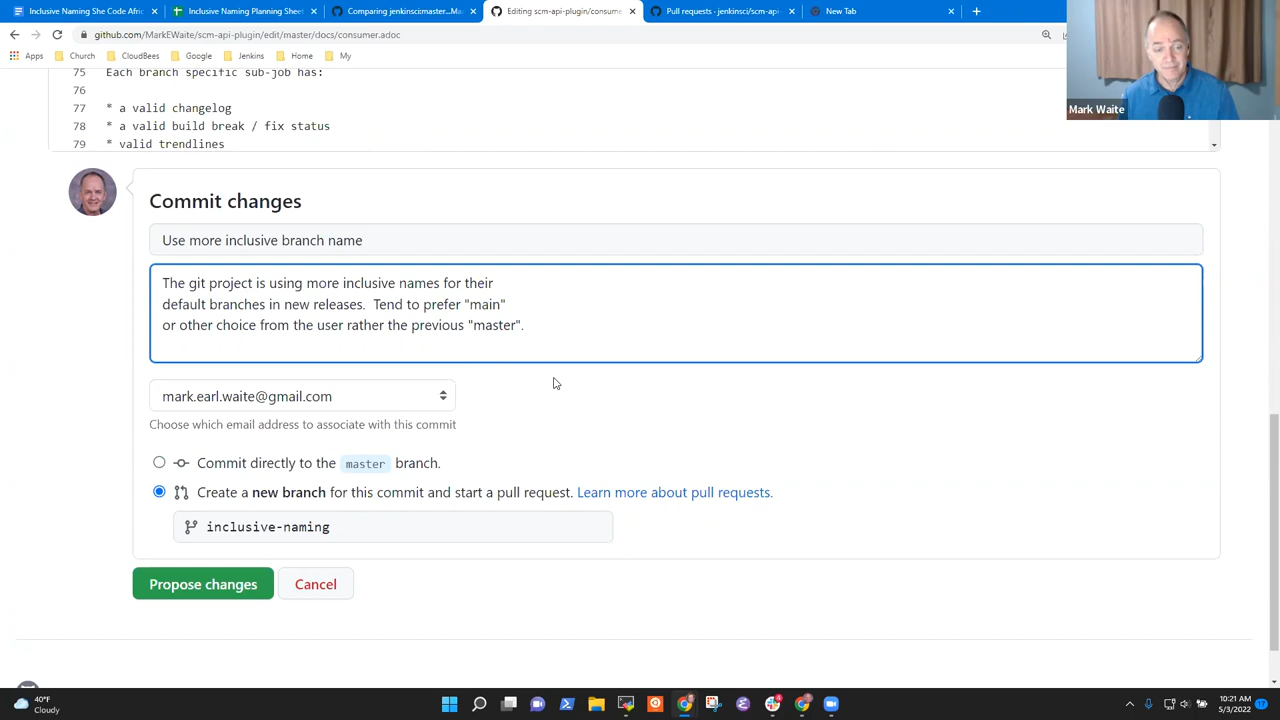 Inclusive Naming She Code Afric
Inclusive Naming Planning Sheet
Comparing jenkinsci:master...Ma
Editing scm-api-plugin/consume
Pull requests · jenkinsci/scm-api-
New Tab
github.com/MarkEWaite/scm-api-plugin/edit/master/docs/consumer.adoc
Apps Church CloudBees Google Jenkins Home My
Mark Waite
75 Each branch specific sub-job has:
76
77 * a valid changelog
78 * a valid build break / fix status
79 * valid trendlines
Commit changes
Use more inclusive branch name
The git project is using more inclusive names for their
default branches in new releases. Tend to prefer "main"
or other choice from the user rather the previous "master".
mark.earl.waite@gmail.com
Choose which email address to associate with this commit
Commit directly to the master branch.
Create a new branch for this commit and start a pull request. Learn more about pull requests.
inclusive-naming
Propose changes Cancel
40°F
Cloudy
10:21 AM
5/3/2022